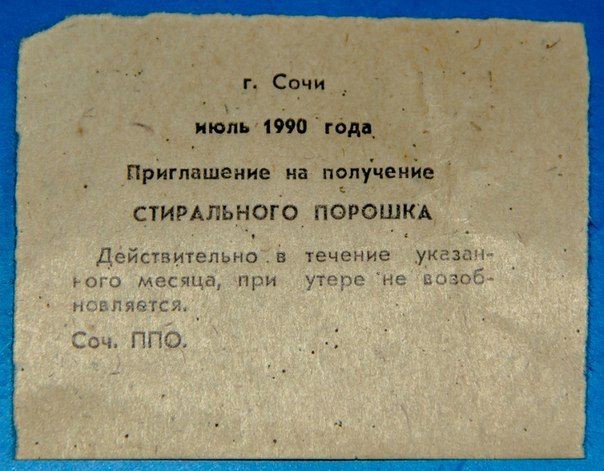 г. Сочи
июль 1990 года
Приглашение на получение
СТИРАЛЬНОГО ПОРОШКА
Действительно в течение указан-
ного месяца, при утере не возоб-
новляется.
Соч. ППО.